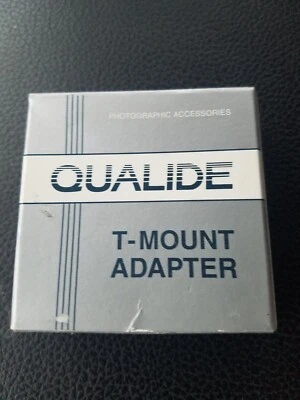 PHOTOGRAPHIC ACCESSORIES
QUALIDE
T-MOUNT
ADAPTER